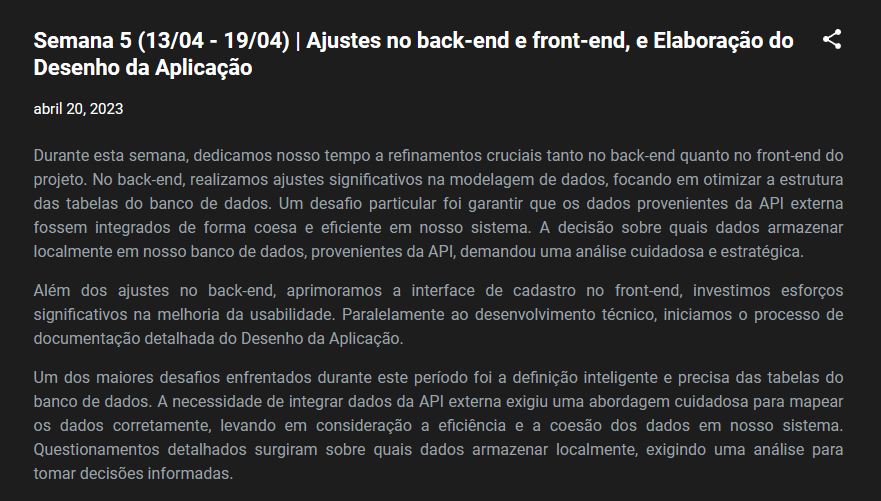 Semana 5 (13/04 - 19/04) | Ajustes no back-end e front-end, e Elaboração do
Desenho da Aplicação
abril 20, 2023
Durante esta semana, dedicamos nosso tempo a refinamentos cruciais tanto no back-end quanto no front-end do
projeto. No back-end, realizamos ajustes significativos na modelagem de dados, focando em otimizar a estrutura
das tabelas do banco de dados. Um desafio particular foi garantir que os dados provenientes da API externa
fossem integrados de forma coesa e eficiente em nosso sistema. A decisão sobre quais dados armazenar
localmente em nosso banco de dados, provenientes da API, demandou uma análise cuidadosa e estratégica.
Além dos ajustes no back-end, aprimoramos a interface de cadastro no front-end, investimos esforços
significativos na melhoria da usabilidade. Paralelamente ao desenvolvimento técnico, iniciamos o processo de
documentação detalhada do Desenho da Aplicação.
Um dos maiores desafios enfrentados durante este período foi a definição inteligente e precisa das tabelas do
banco de dados. A necessidade de integrar dados da API externa exigiu uma abordagem cuidadosa para mapear
os dados corretamente, levando em consideração a eficiência e a coesão dos dados em nosso sistema.
Questionamentos detalhados surgiram sobre quais dados armazenar localmente, exigindo uma análise para
tomar decisões informadas.